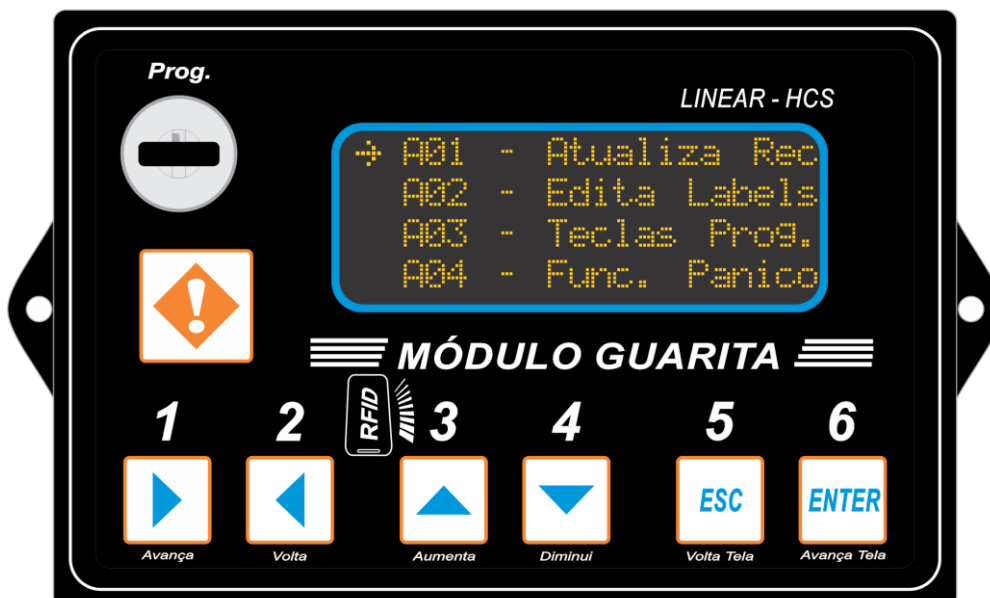 Prog.
LINEAR - HCS
A01 - Atualiza Rec
A02 - Edita Labels
A03 - Teclas Prog.
A04 - Func. Panico
!
MÓDULO GUARITA
RFID
1 2 3 4 5 6
ESC ENTER
Avança Volta Aumenta Diminui Volta Tela Avança Tela